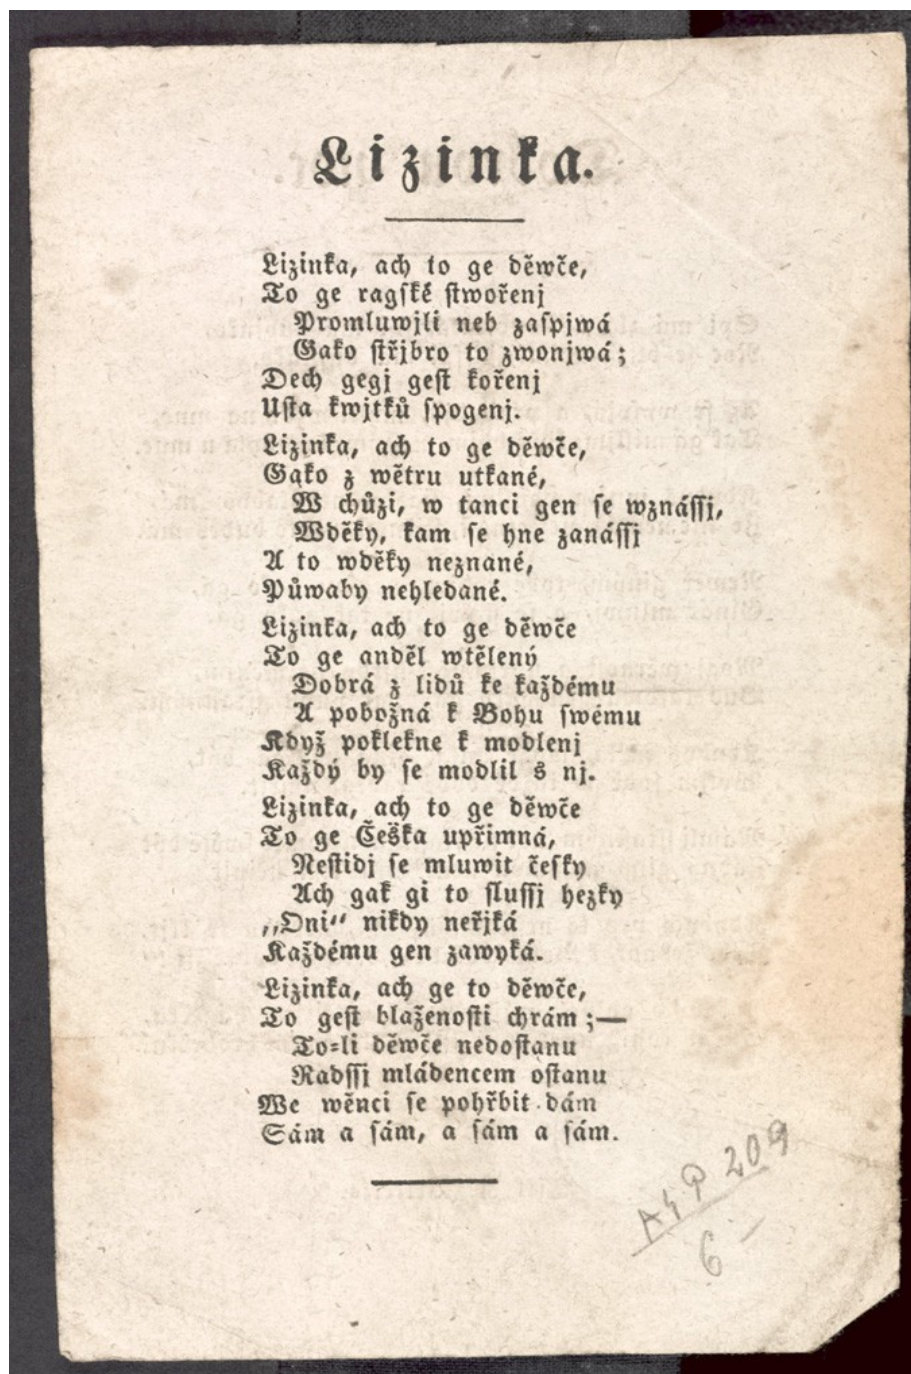 Lizinka.
Lizinka, ach to ge děwče,
To ge ragſké ſtwořenj
Promluwjli neb zaſpjwá
Gako ſtřjbro to zwonjwá;
Dech gegj geſt kořenj
Uſta kwjtků ſpogenj.
Lizinka, ach to ge děwče,
Gako z wětru utkané,
W chůzi, w tanci gen ſe wznáſſj,
Wděky, kam ſe hne zanáſſj
A to wděky neznané,
Půwaby nehledané.
Lizinka, ach to ge děwče
To ge anděl wtělený
Dobrá z lidů ke každému
A pobožná k Bohu ſwému
Když poklekne k modlenj
Každý by ſe modlil s nj.
Lizinka, ach to ge děwče
To ge Češka upřimná,
Neſtidj ſe mluwit čeſky
Ach gak gi to ſluſſj hezky
„Oni“ nikdy neřjká
Každému gen zawyká.
Lizinka, ach ge to děwče,
To geſt blaženoſti chrám;—
To-li děwče nedoſtanu
Radſſj mládencem oſtanu
We wěnci ſe pohřbit dám
Sám a ſám, a ſám a ſám.
209
6 —